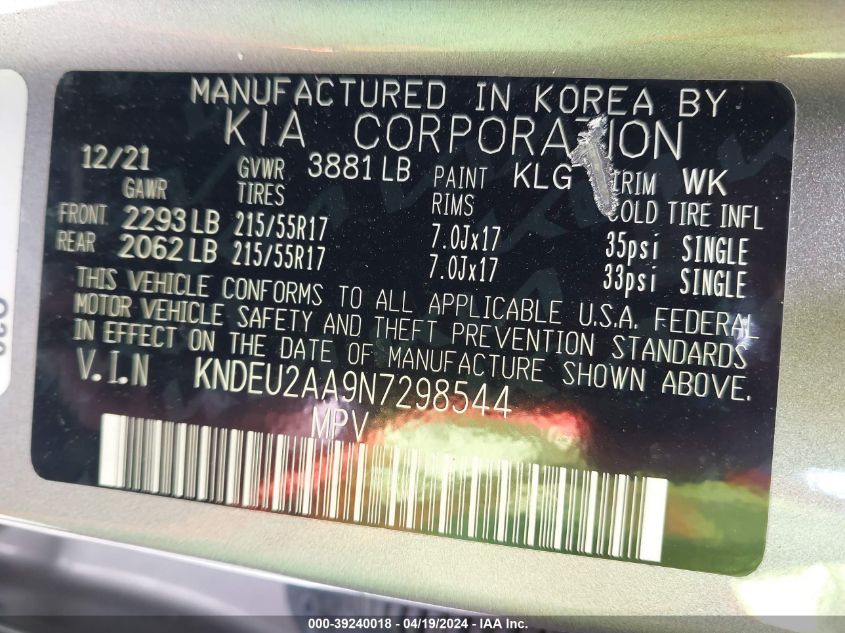 MANUFACTURED IN KOREA BY
KIA CORPORATION
12/21 GVWR 3881 LB PAINT KLG TRIM WK
GAWR TIRES RIMS COLD TIRE INFL
FRONT 2293 LB 215/55R17 7.0Jx17 35psi SINGLE
REAR 2062 LB 215/55R17 7.0Jx17 33psi SINGLE
THIS VEHICLE CONFORMS TO ALL APPLICABLE U.S.A. FEDERAL
MOTOR VEHICLE SAFETY AND THEFT PREVENTION STANDARDS
IN EFFECT ON THE DATE OF MANUFACTURE SHOWN ABOVE.
V.I.N KNDEU2AA9N7298544
MPV
000-39240018 - 04/19/2024 - IAA Inc.